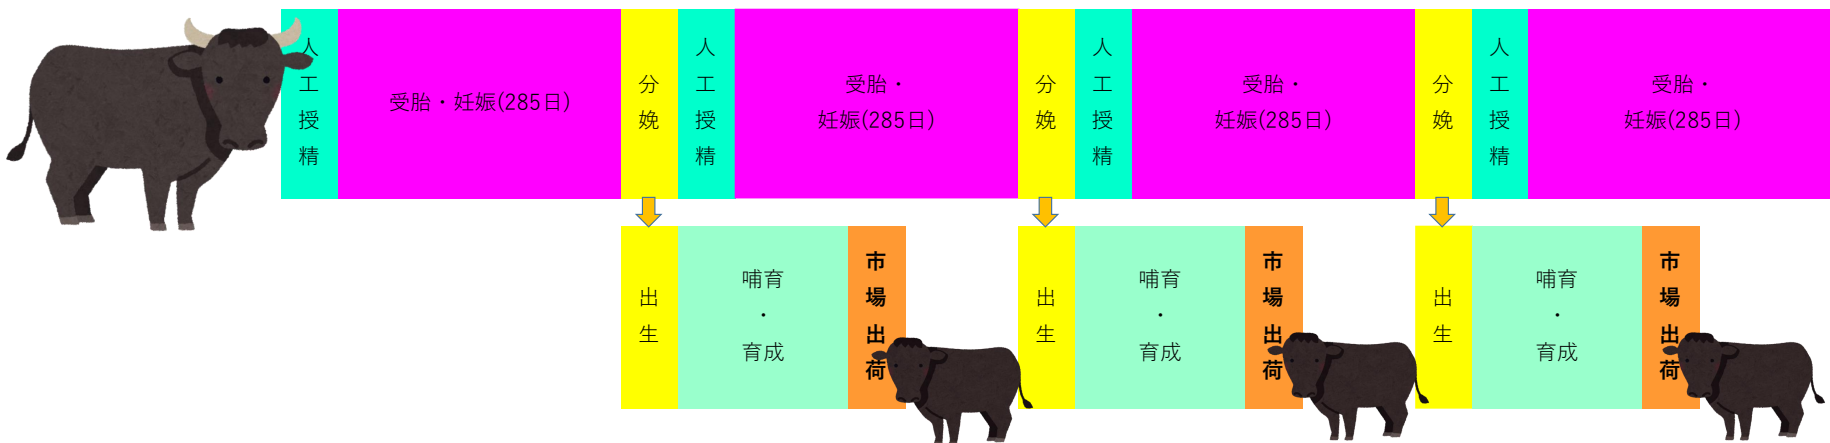 人工授精
受胎・妊娠(285日)
分娩
人工授精
受胎・
妊娠(285日)
分娩
人工授精
受胎・
妊娠(285日)
分娩
人工授精
受胎・
妊娠(285日)
出生
哺育
・
育成
市場出荷
出生
哺育
・
育成
市場出荷
出生
哺育
・
育成
市場出荷